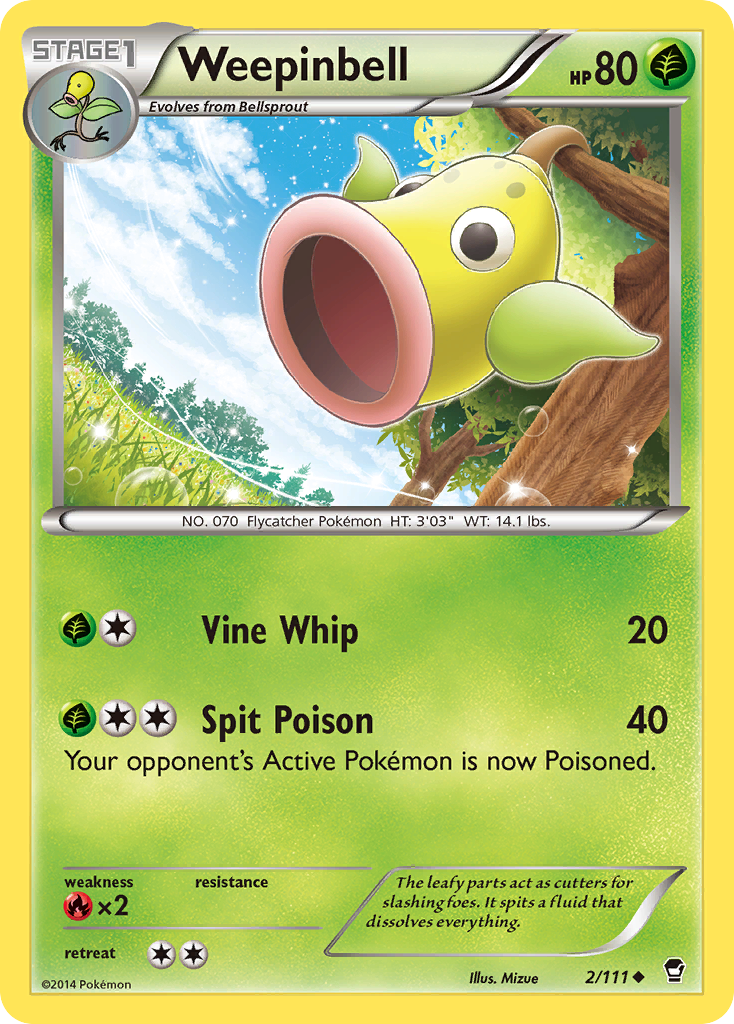 STAGE1
Weepinbell
HP80
Evolves from Bellsprout
NO. 070 Flycatcher Pokémon HT: 3'03" WT: 14.1 lbs.
Vine Whip 20
Spit Poison 40
Your opponent's Active Pokémon is now Poisoned.
weakness resistance
×2
The leafy parts act as cutters for
slashing foes. It spits a fluid that
dissolves everything.
retreat
©2014 Pokémon Illus. Mizue 2/111